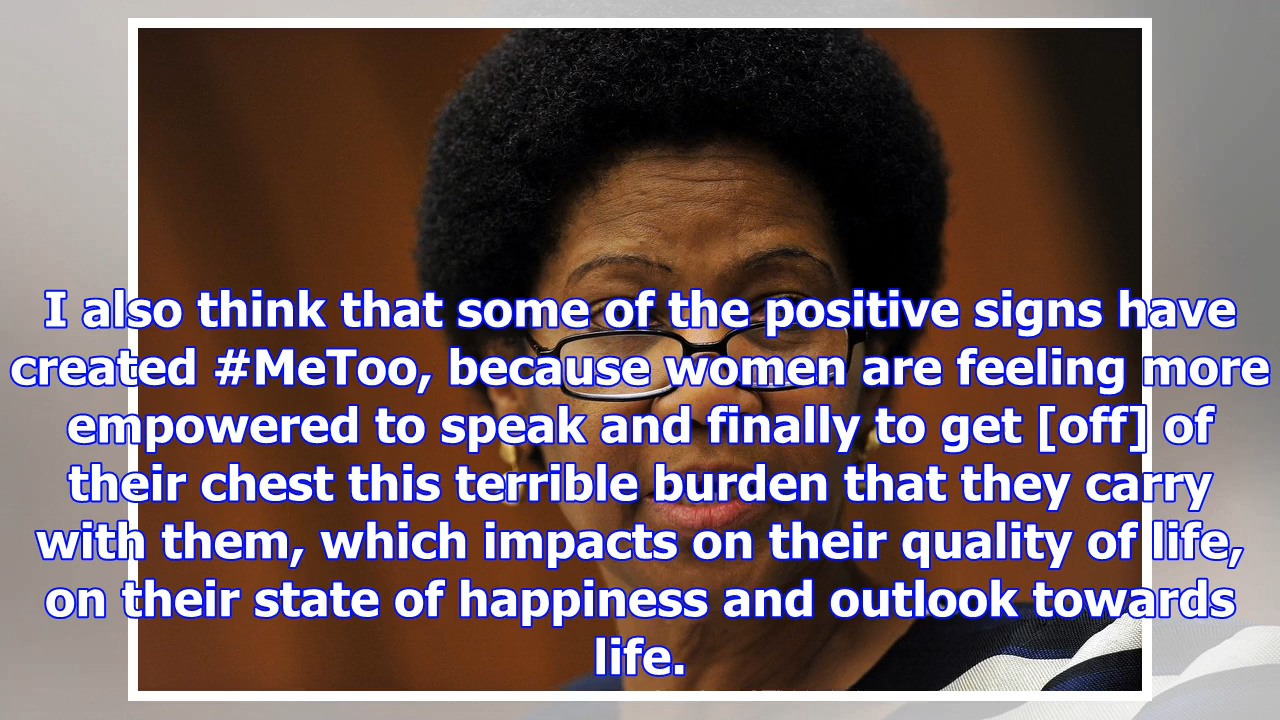 I also think that some of the positive signs have
created #MeToo, because women are feeling more
empowered to speak and finally to get [off] of
their chest this terrible burden that they carry
with them, which impacts on their quality of life,
on their state of happiness and outlook towards
life.